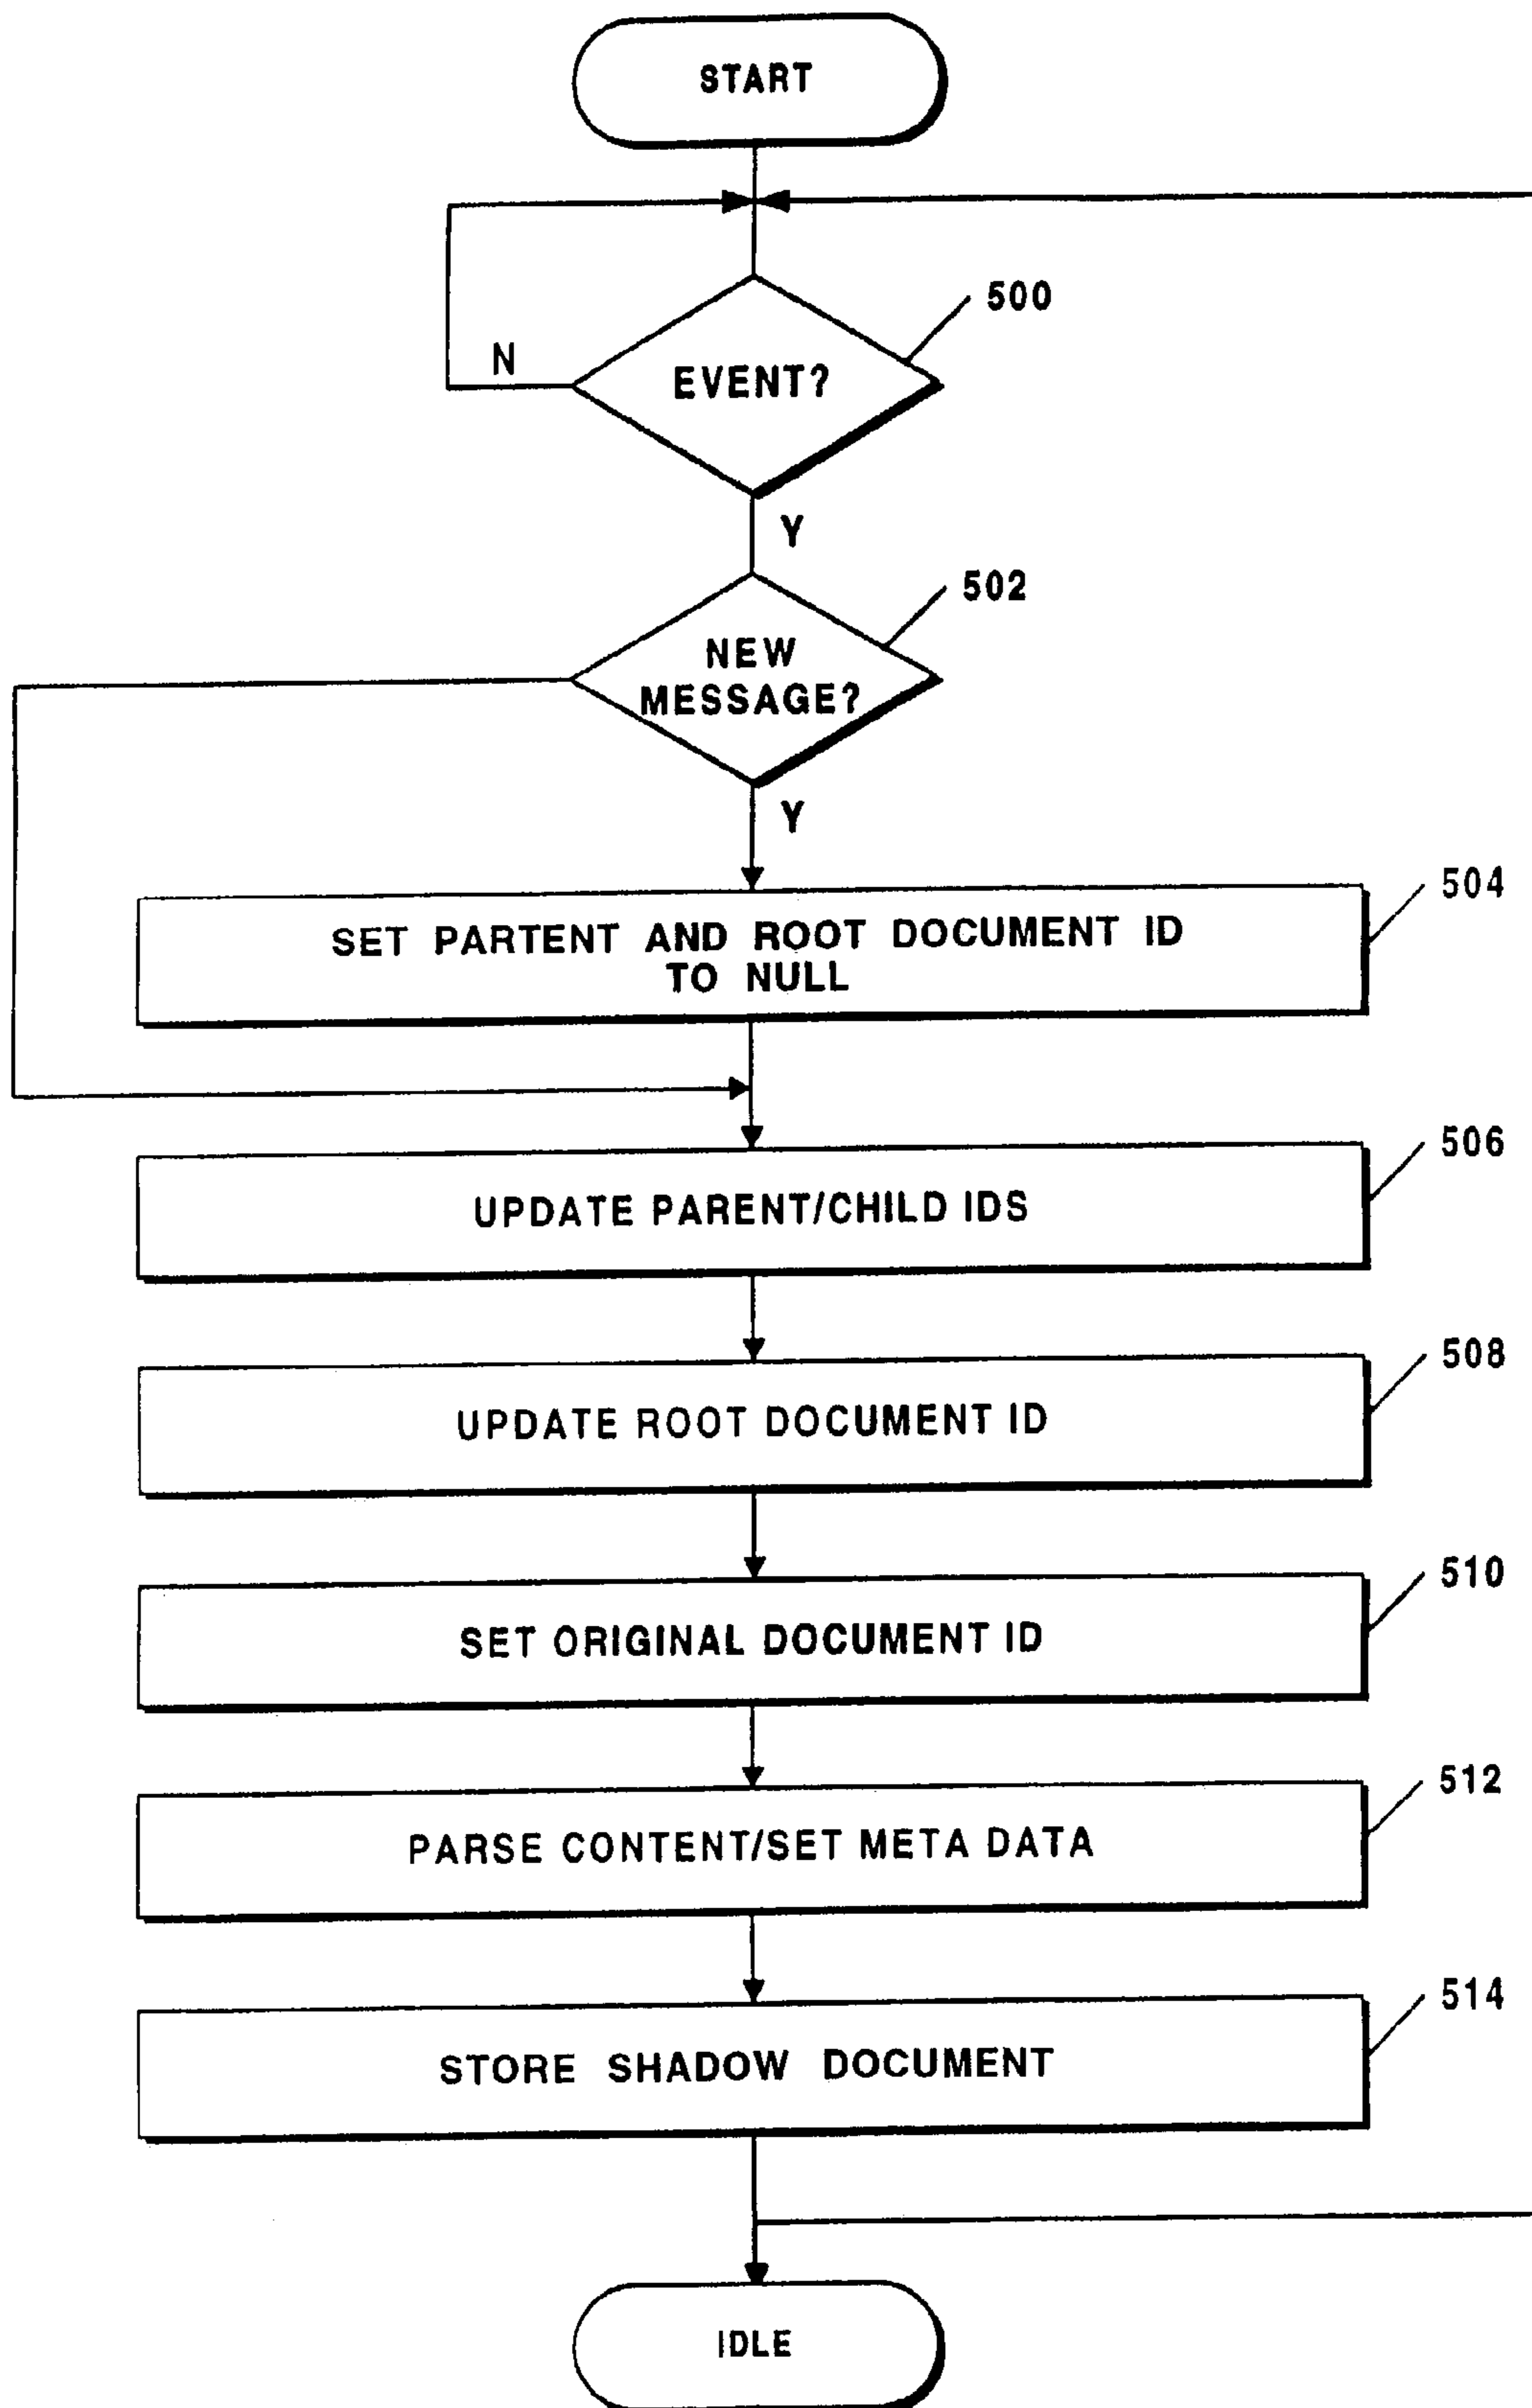 START
500
EVENT?
N
Y
502
NEW
MESSAGE?
Y
504
SET PARTENT AND ROOT DOCUMENT ID
TO NULL
506
UPDATE PARENT/CHILD IDS
508
UPDATE ROOT DOCUMENT ID
510
SET ORIGINAL DOCUMENT ID
512
PARSE CONTENT/SET META DATA
514
STORE SHADOW DOCUMENT
IDLE